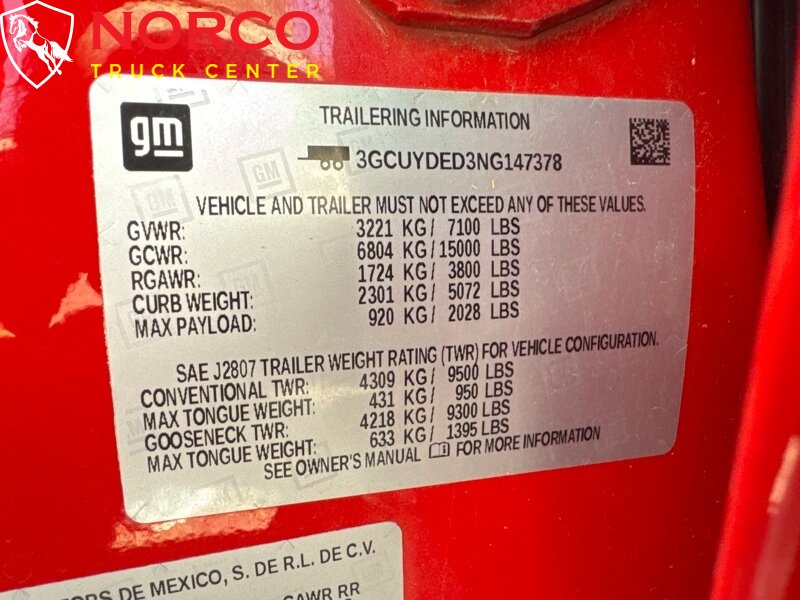 NORCO
TRUCK CENTER
gm
TRAILERING INFORMATION
3GCUYDED3NG147378
VEHICLE AND TRAILER MUST NOT EXCEED ANY OF THESE VALUES.
GVWR: 3221 KG/ 7100 LBS
GCWR: 6804 KG/15000 LBS
RGAWR: 1724 KG/ 3800 LBS
CURB WEIGHT: 2301 KG/ 5072 LBS
MAX PAYLOAD: 920 KG/ 2028 LBS
SAE J2807 TRAILER WEIGHT RATING (TWR) FOR VEHICLE CONFIGURATION.
CONVENTIONAL TWR: 4309 KG/ 9500 LBS
MAX TONGUE WEIGHT: 431 KG/ 950 LBS
GOOSENECK TWR: 4218 KG/ 9300 LBS
MAX TONGUE WEIGHT: 633 KG/ 1395 LBS
SEE OWNER'S MANUAL FOR MORE INFORMATION
DE MEXICO, S. DE R.L. DE C.V.
GAWR RR